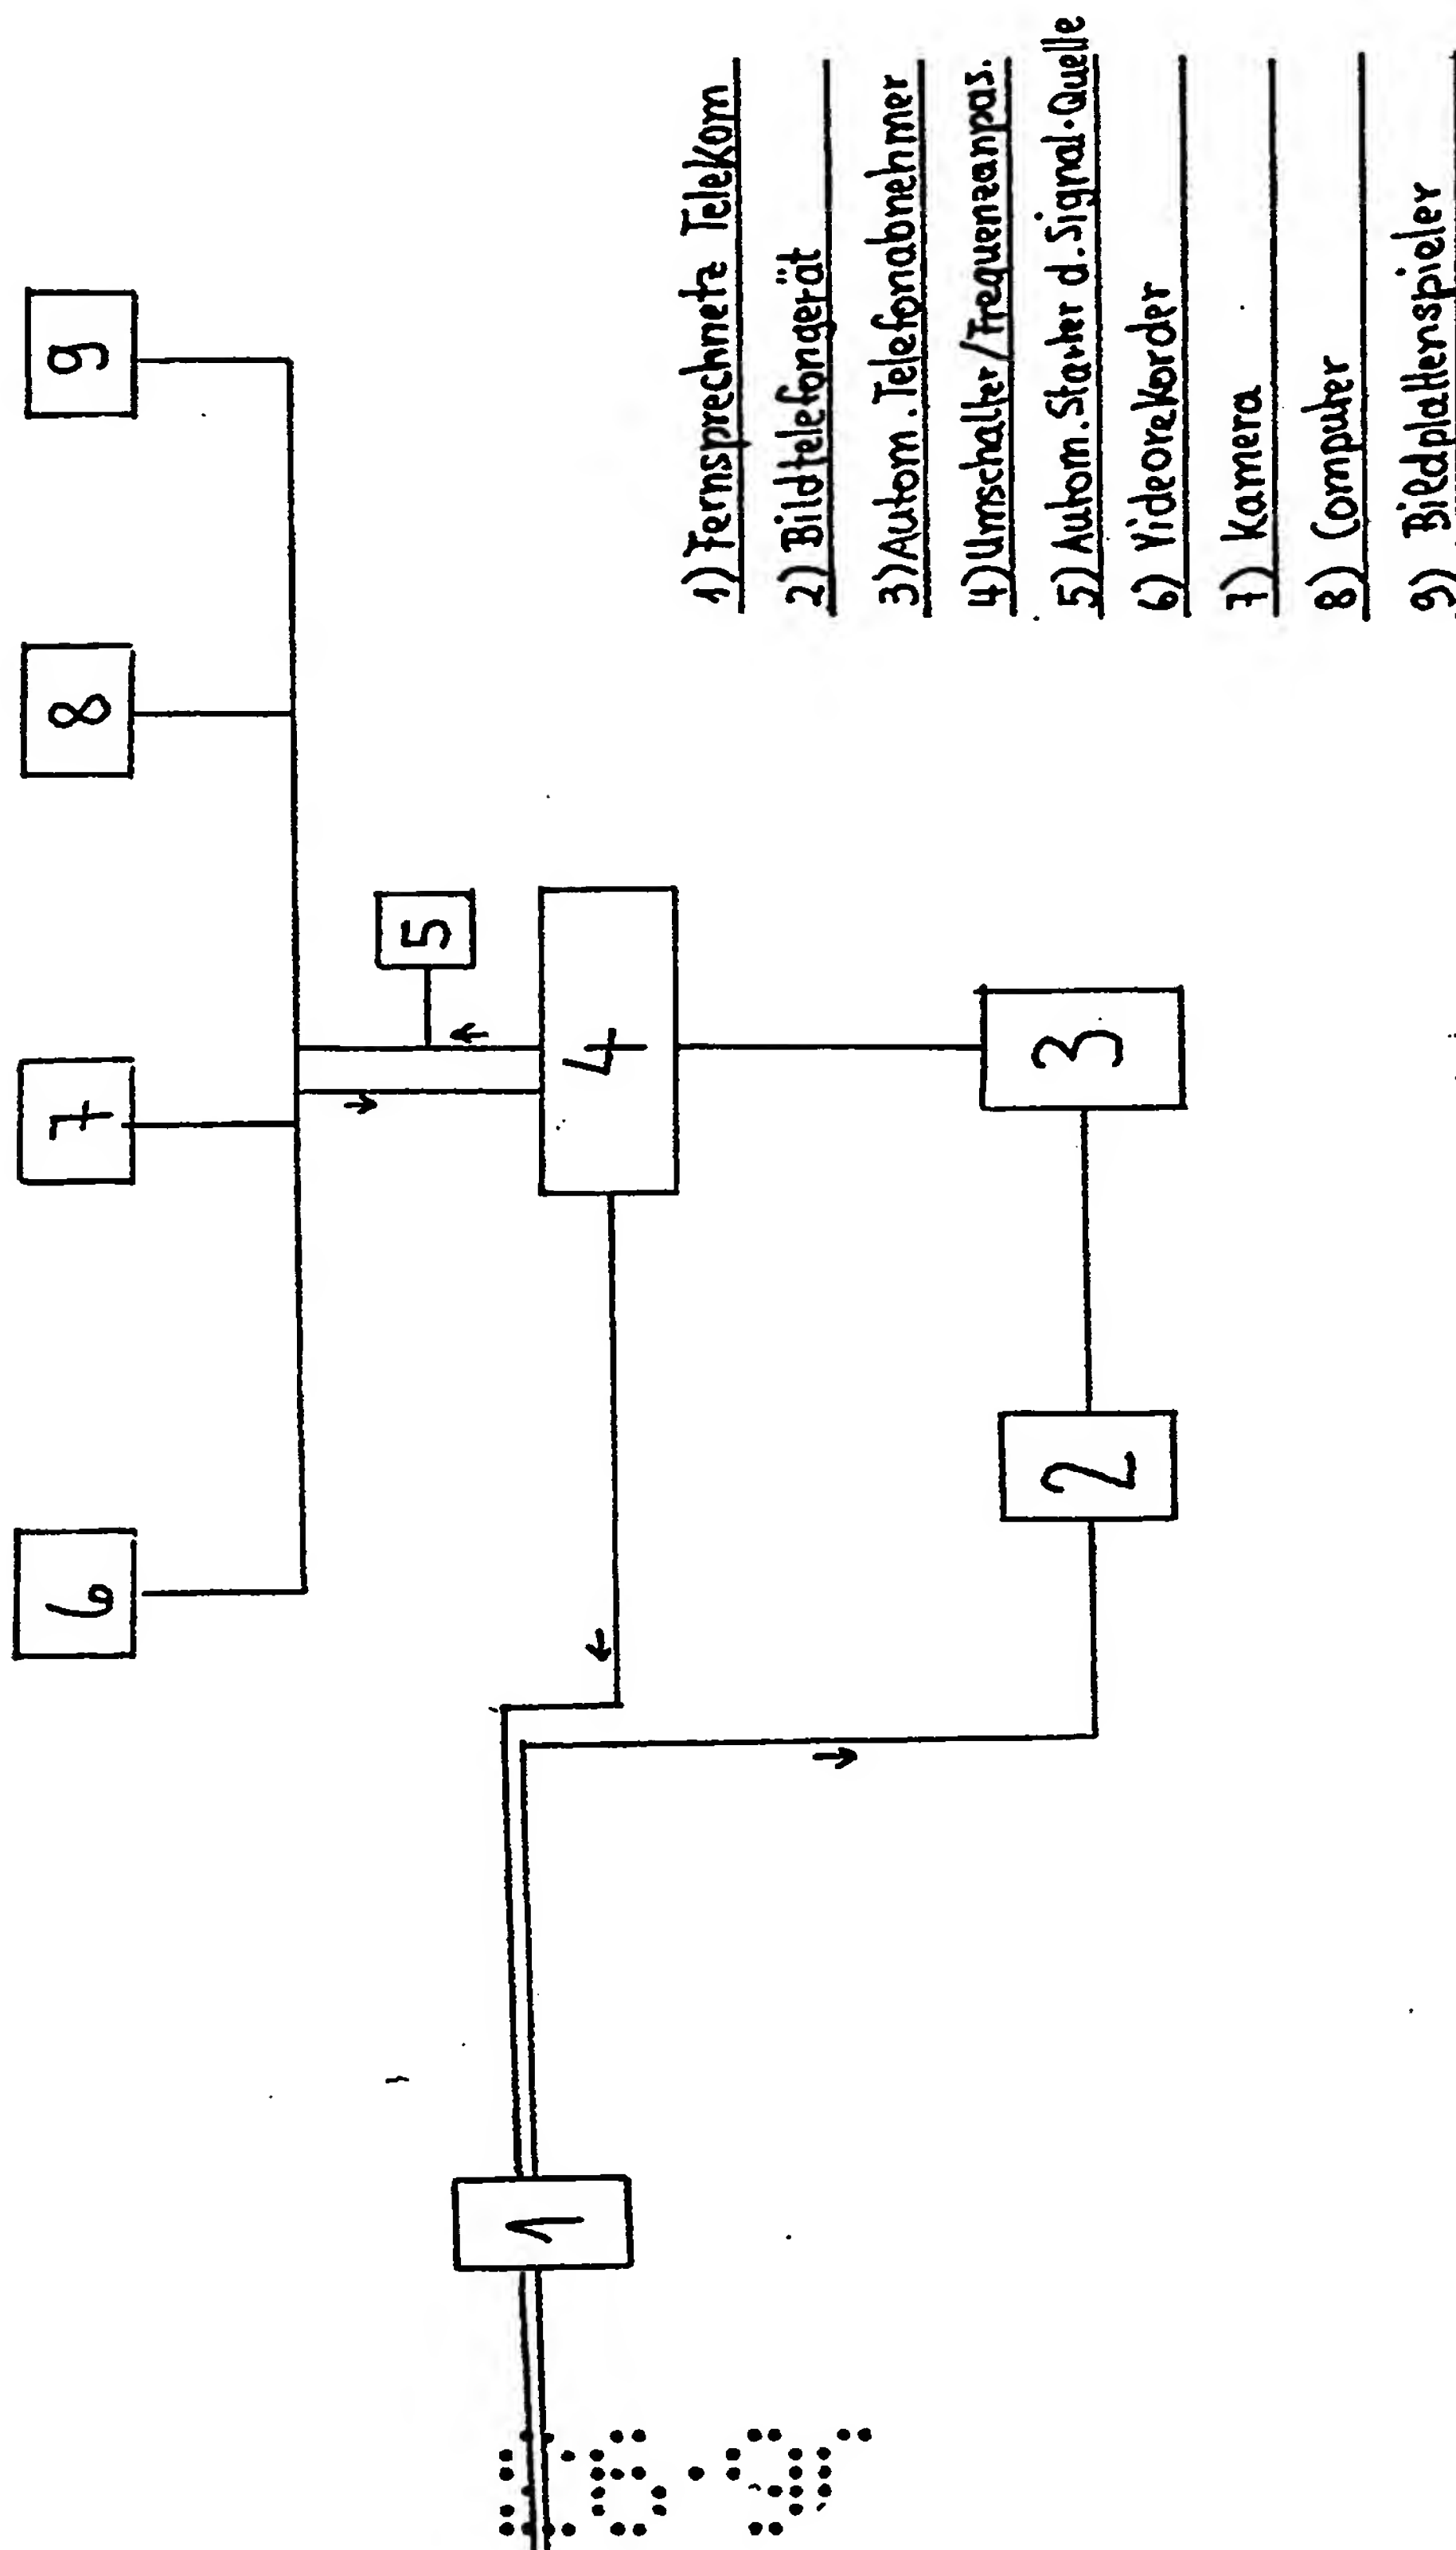 6
7
8
9
5
4
3
2
1
1) Fernsprechnetz Telekom
2) Bildtelefongerät
3) Autom. Telefonabnehmer
4) Umschalter/Frequenzanpas.
5) Autom. Starter d. Signal-Quelle
6) Videorekorder
7) Kamera
8) Computer
9) Bildplattenspieler